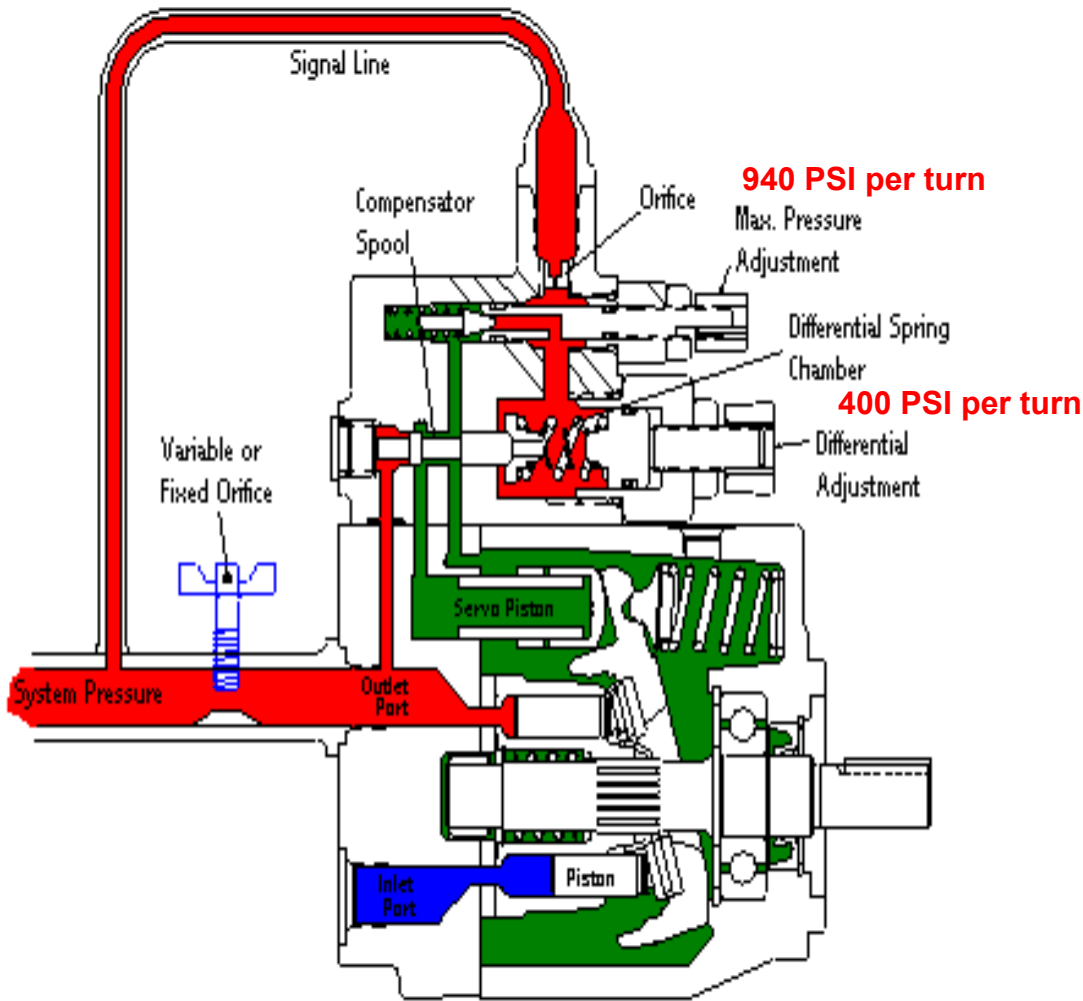 Signal Line
940 PSI per turn
Compensator
Spool
Orifice
Max. Pressure
Adjustment
Differential Spring
Chamber
400 PSI per turn
Variable or
Fixed Orifice
Differential
Adjustment
Servo Piston
System Pressure
Outlet
Port
Inlet
Port
Piston